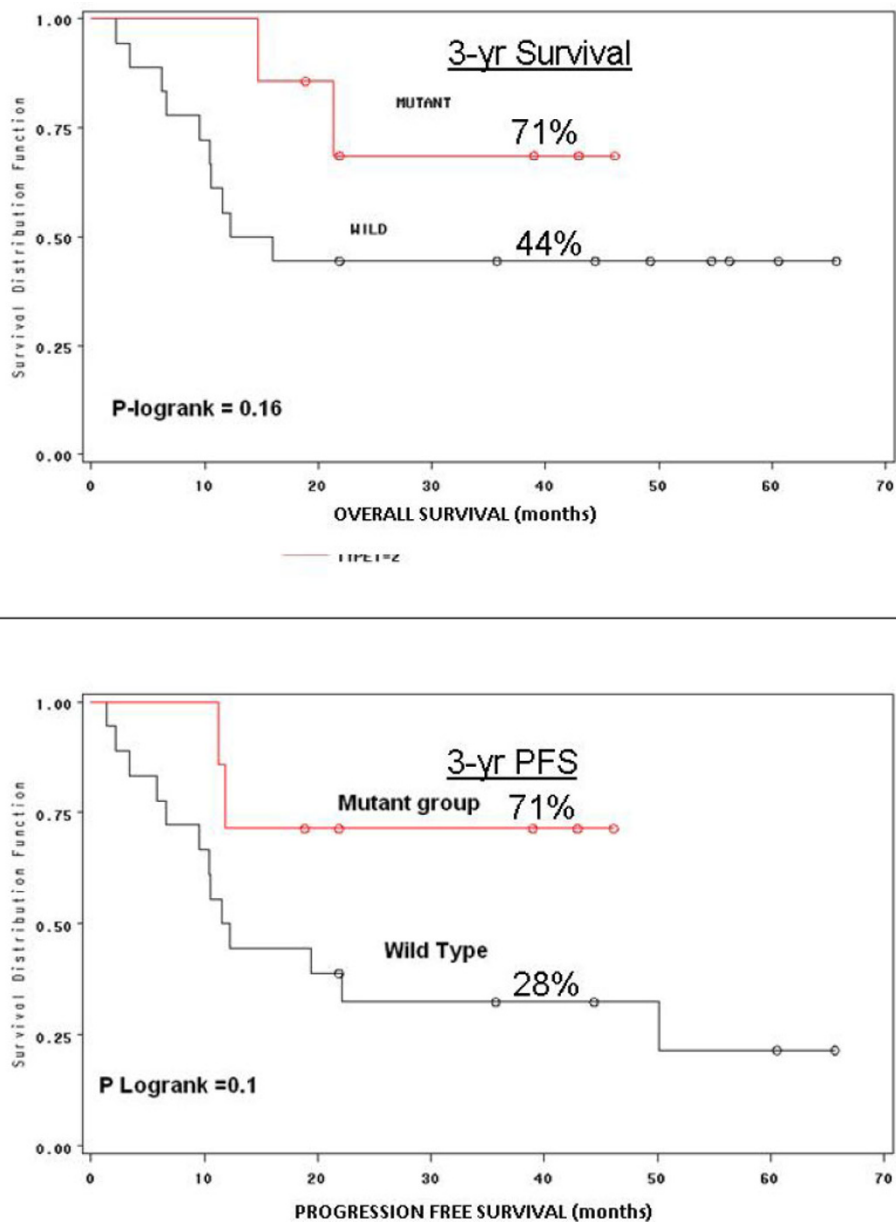 1.00
3-yr Survival
MUTANT
0.75
71%
Survival Distribution Function
0.50
WILD
44%
0.25
P-logrank = 0.16
0.00
0 10 20 30 40 50 60 70
OVERALL SURVIVAL (months)
1.00
3-yr PFS
Mutant group 71%
0.75
Survival Distribution Function
0.50
Wild Type
28%
0.25
P Logrank =0.1
0.00
0 10 20 30 40 50 60 70
PROGRESSION FREE SURVIVAL (months)